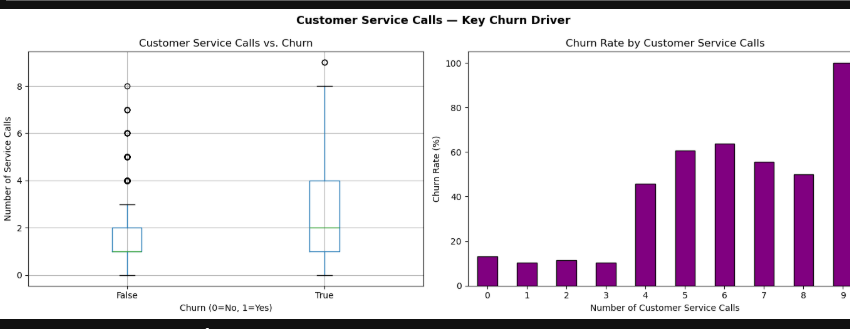 Customer Service Calls — Key Churn Driver
Customer Service Calls vs. Churn
Number of Service Calls
8
6
4
2
0
False
True
Churn (0=No, 1=Yes)
Churn Rate by Customer Service Calls
Churn Rate (%)
100
80
60
40
20
0
0 1 2 3 4 5 6 7 8 9
Number of Customer Service Calls